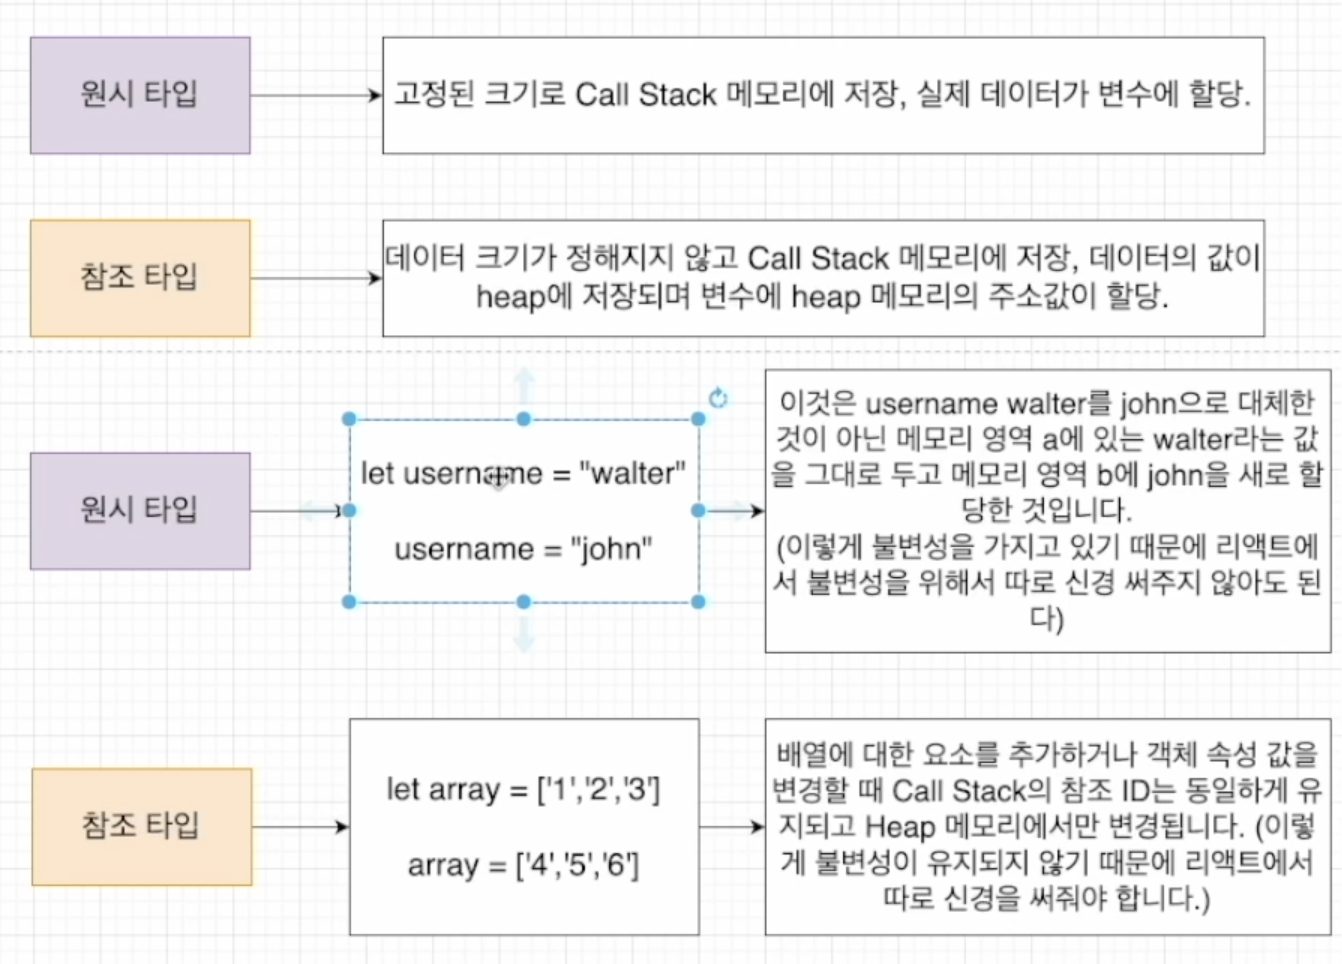 원시 타입
고정된 크기로 Call Stack 메모리에 저장, 실제 데이터가 변수에 할당.
참조 타입
데이터 크기가 정해지지 않고 Call Stack 메모리에 저장, 데이터의 값이
heap에 저장되며 변수에 heap 메모리의 주소값이 할당.
원시 타입
let username = "walter"
username = "john"
이것은 username walter를 john으로 대체한
것이 아닌 메모리 영역 a에 있는 walter라는 값
을 그대로 두고 메모리 영역 b에 john을 새로 할
당한 것입니다.
(이렇게 불변성을 가지고 있기 때문에 리액트에
서 불변성을 위해서 따로 신경 써주지 않아도 된
다)
참조 타입
let array = ['1','2','3']
array = ['4','5','6']
배열에 대한 요소를 추가하거나 객체 속성 값을
변경할 때 Call Stack의 참조 ID는 동일하게 유
지되고 Heap 메모리에서만 변경됩니다. (이렇
게 불변성이 유지되지 않기 때문에 리액트에서
따로 신경을 써줘야 합니다.)